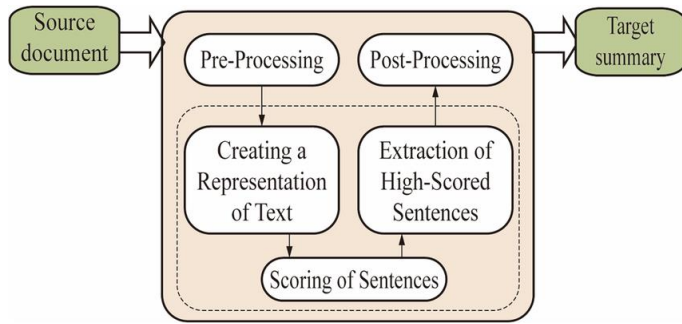 Source
document
Pre-Processing
Post-Processing
Target
summary
Creating a
Representation
of Text
Extraction of
High-Scored
Sentences
Scoring of Sentences